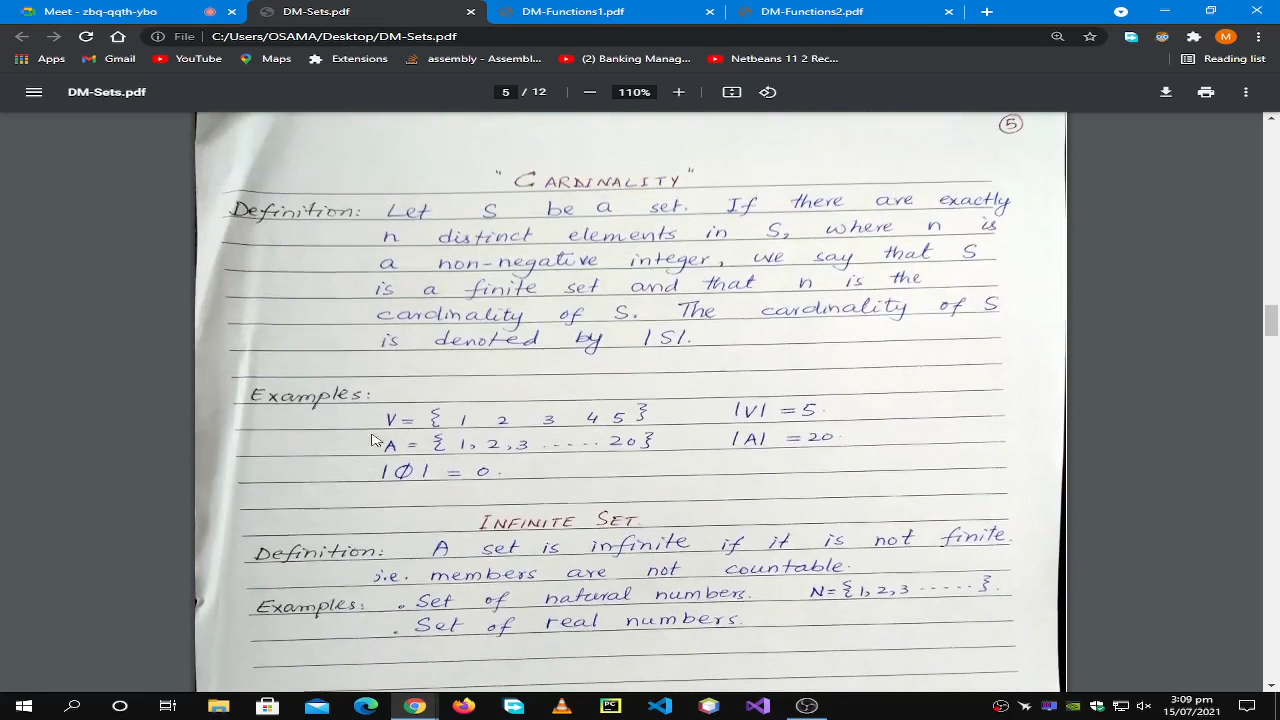 Meet - zbq-qqth-ybo
DM-Sets.pdf
DM-Functions1.pdf
DM-Functions2.pdf
File
C:/Users/OSAMA/Desktop/DM-Sets.pdf
M
Apps
Gmail
YouTube
Maps
Extensions
assembly - Assembl...
(2) Banking Manag...
Netbeans 11 2 Rec...
Reading list
DM-Sets.pdf
5 / 12
110%
5
"CARDINALITY"
Definition: Let S be a set. If there are exactly
n distinct elements in S, where n is
a non-negative integer, we say that S
is a finite set and that n is the
cardinality of S. The cardinality of S
is denoted by |S|.
Examples:
V = { 1 2 3 4 5 } |V| = 5.
A = { 1, 2, 3 ..... 20 } |A| = 20.
|Ø| = 0.
INFINITE SET.
Definition: A set is infinite if it is not finite.
i.e. members are not countable.
Examples: . Set of natural numbers. N = { 1, 2, 3 ...... }.
. Set of real numbers.
PC
3:09 pm
15/07/2021